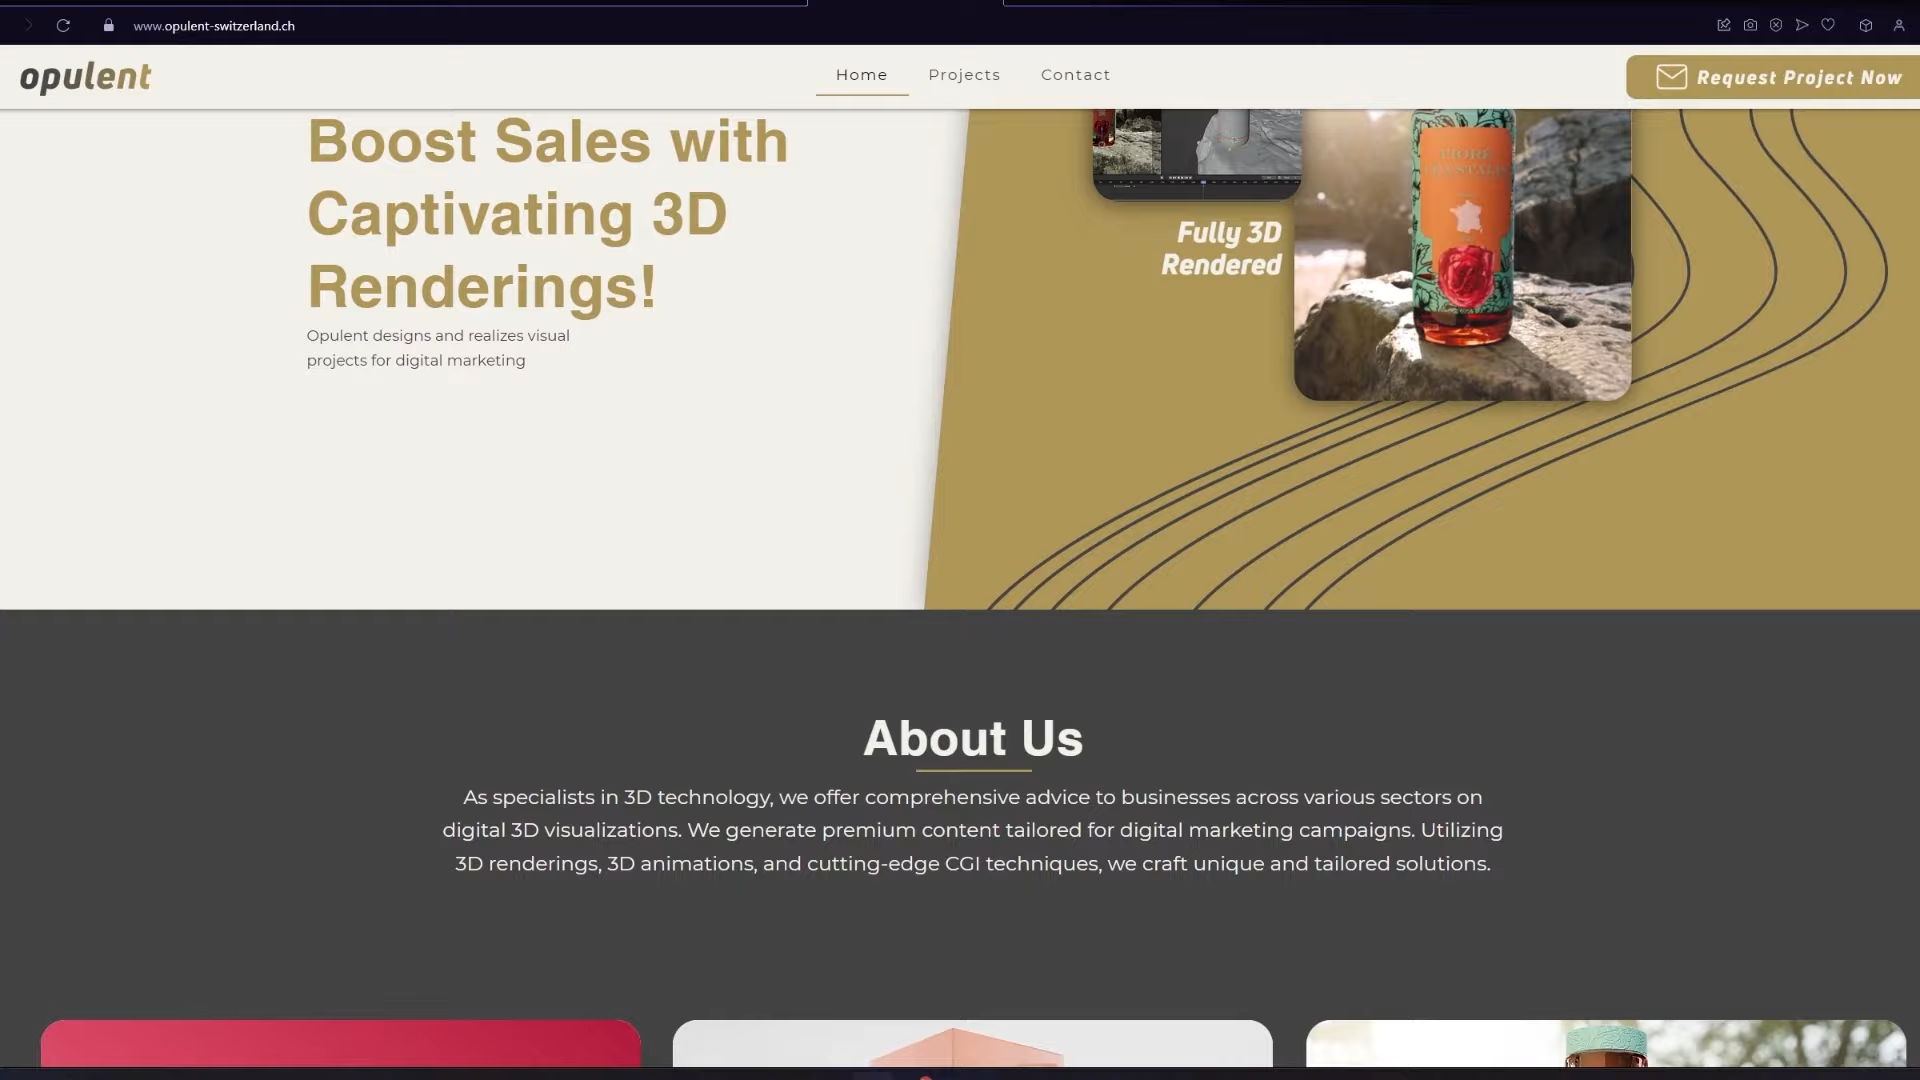 www.opulent-switzerland.ch
opulent
Home
Projects
Contact
Request Project Now
Boost Sales with
Captivating 3D
Renderings!
Opulent designs and realizes visual
projects for digital marketing
Fully 3D
Rendered
About Us
As specialists in 3D technology, we offer comprehensive advice to businesses across various sectors on
digital 3D visualizations. We generate premium content tailored for digital marketing campaigns. Utilizing
3D renderings, 3D animations, and cutting-edge CGI techniques, we craft unique and tailored solutions.